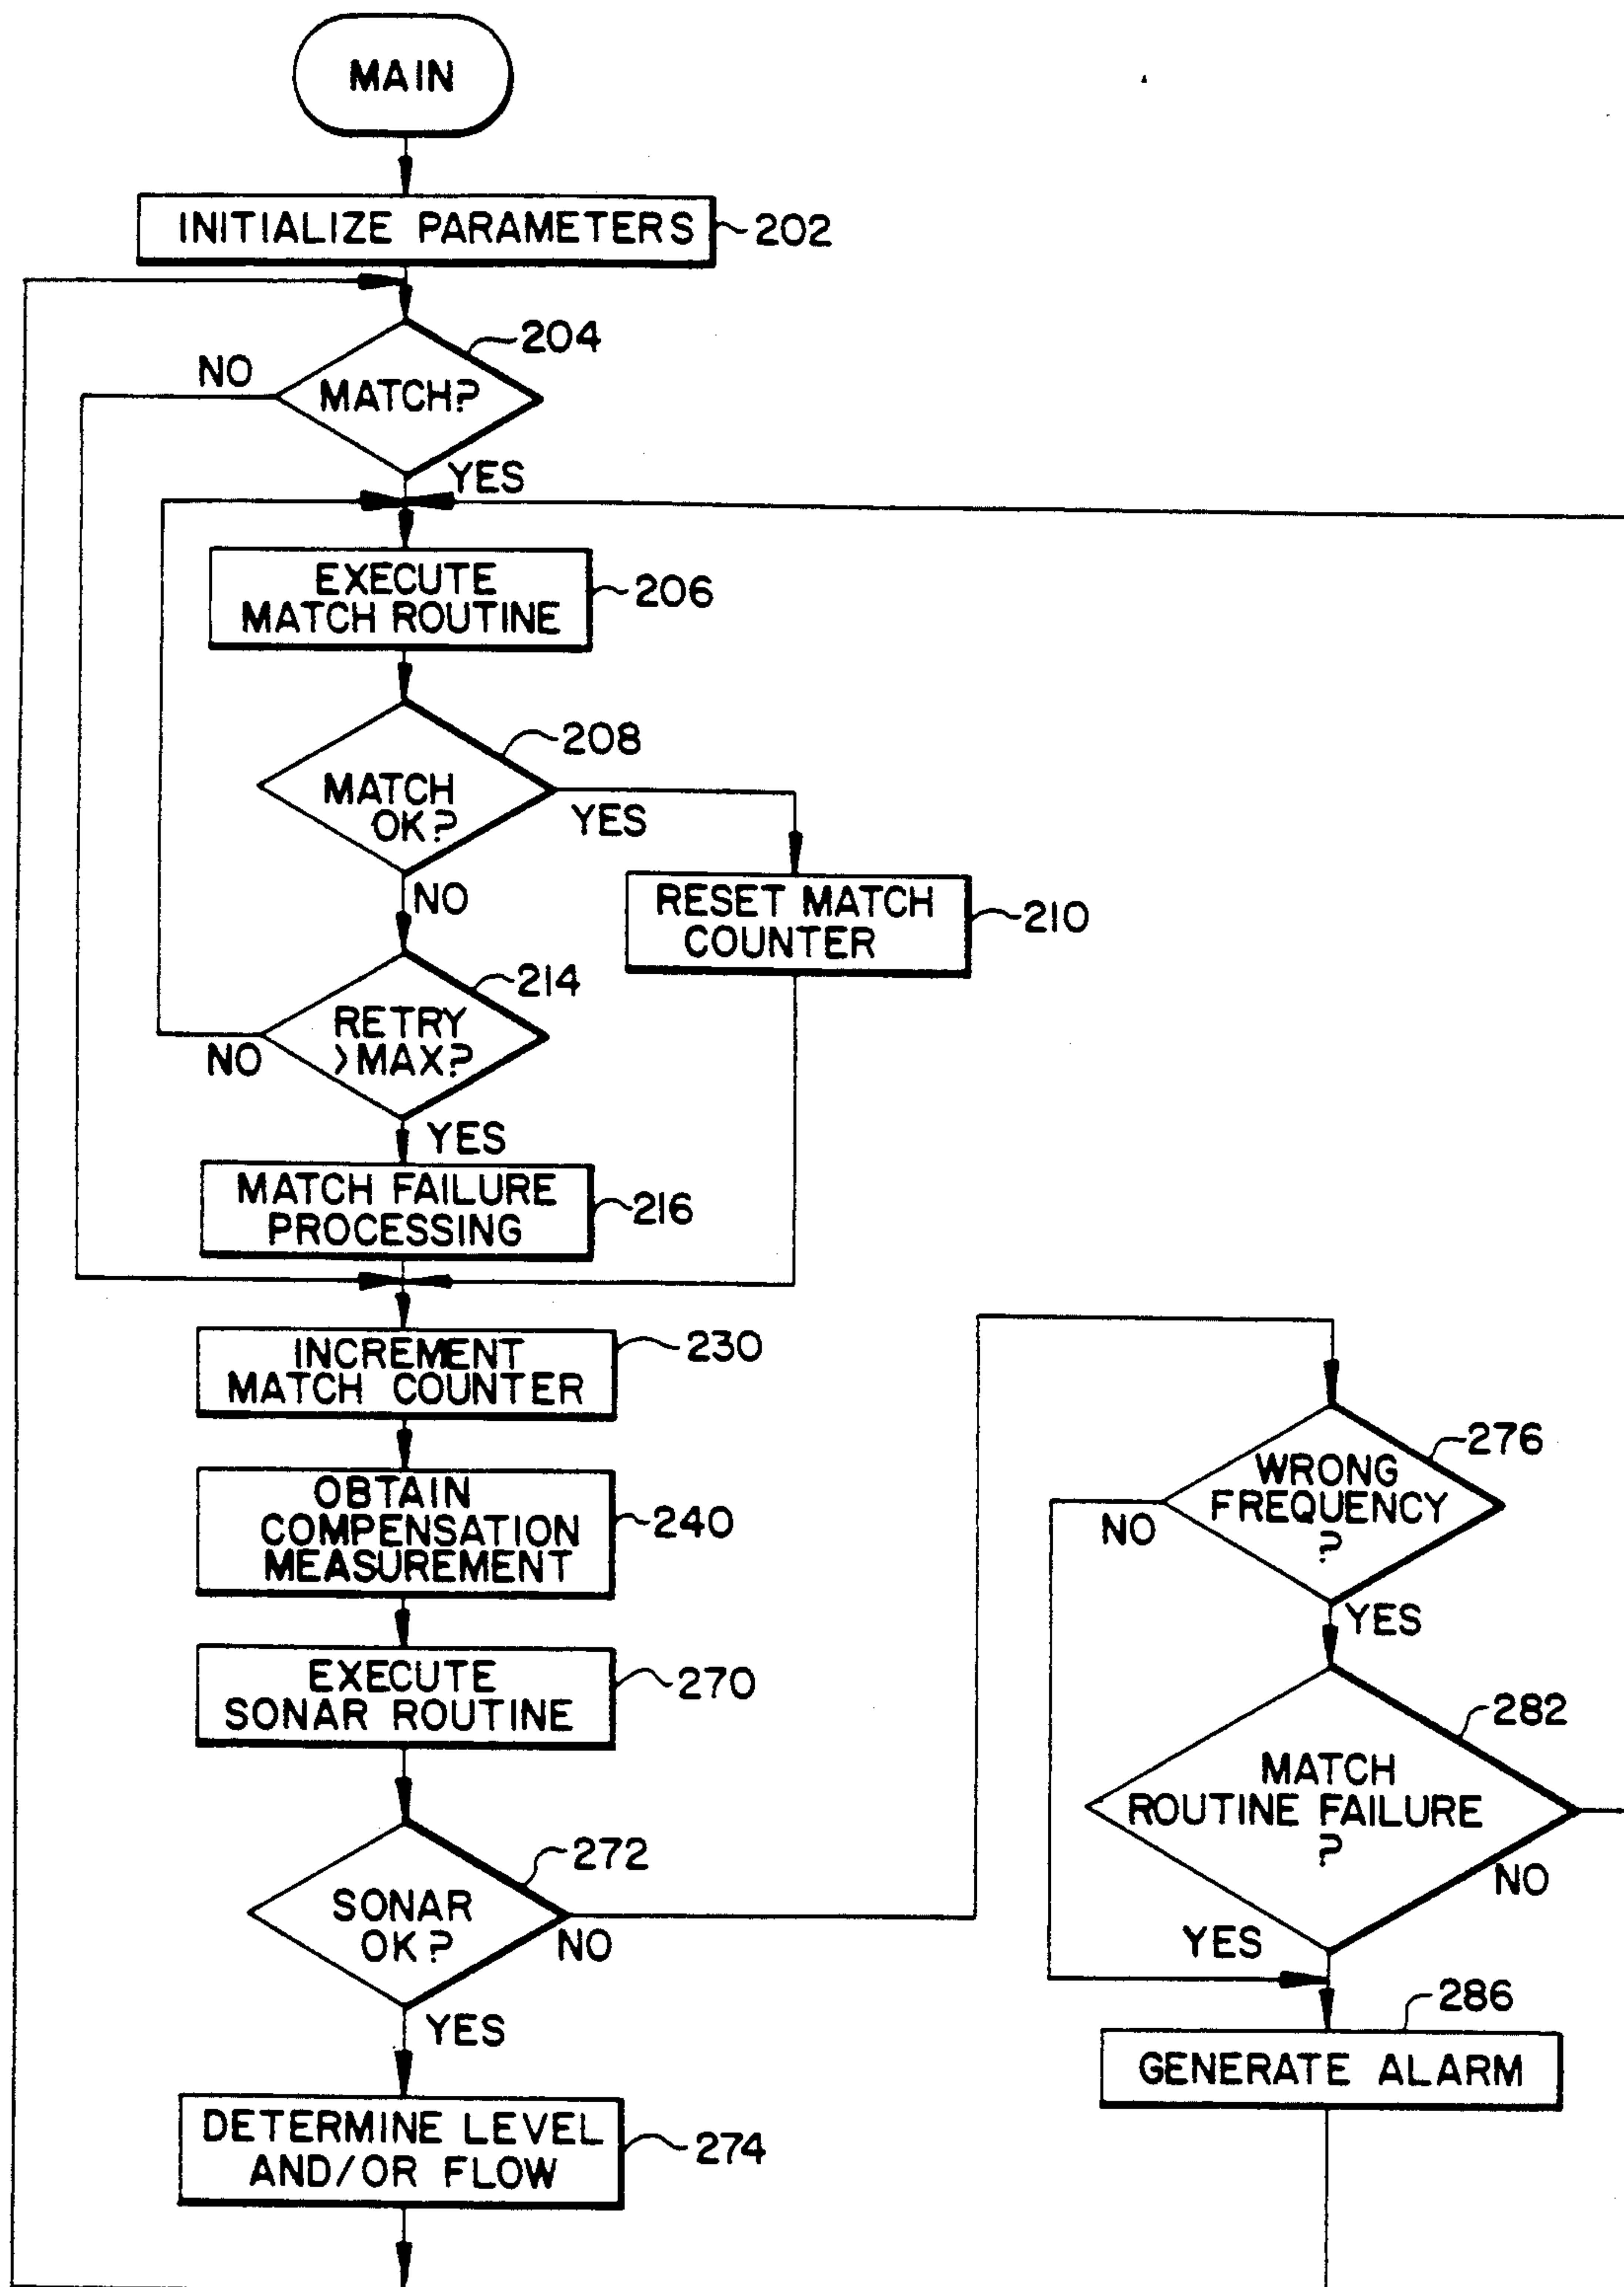 MAIN
INITIALIZE PARAMETERS
202
204
NO
MATCH?
YES
EXECUTE
MATCH ROUTINE
206
208
MATCH
OK?
YES
NO
RESET MATCH
COUNTER
210
214
RETRY
>MAX?
NO
YES
MATCH FAILURE
PROCESSING
216
INCREMENT
MATCH COUNTER
230
OBTAIN
COMPENSATION
MEASUREMENT
240
EXECUTE
SONAR ROUTINE
270
272
SONAR
OK?
NO
YES
DETERMINE LEVEL
AND/OR FLOW
274
276
WRONG
FREQUENCY
?
NO
YES
282
MATCH
ROUTINE FAILURE
?
NO
YES
286
GENERATE ALARM